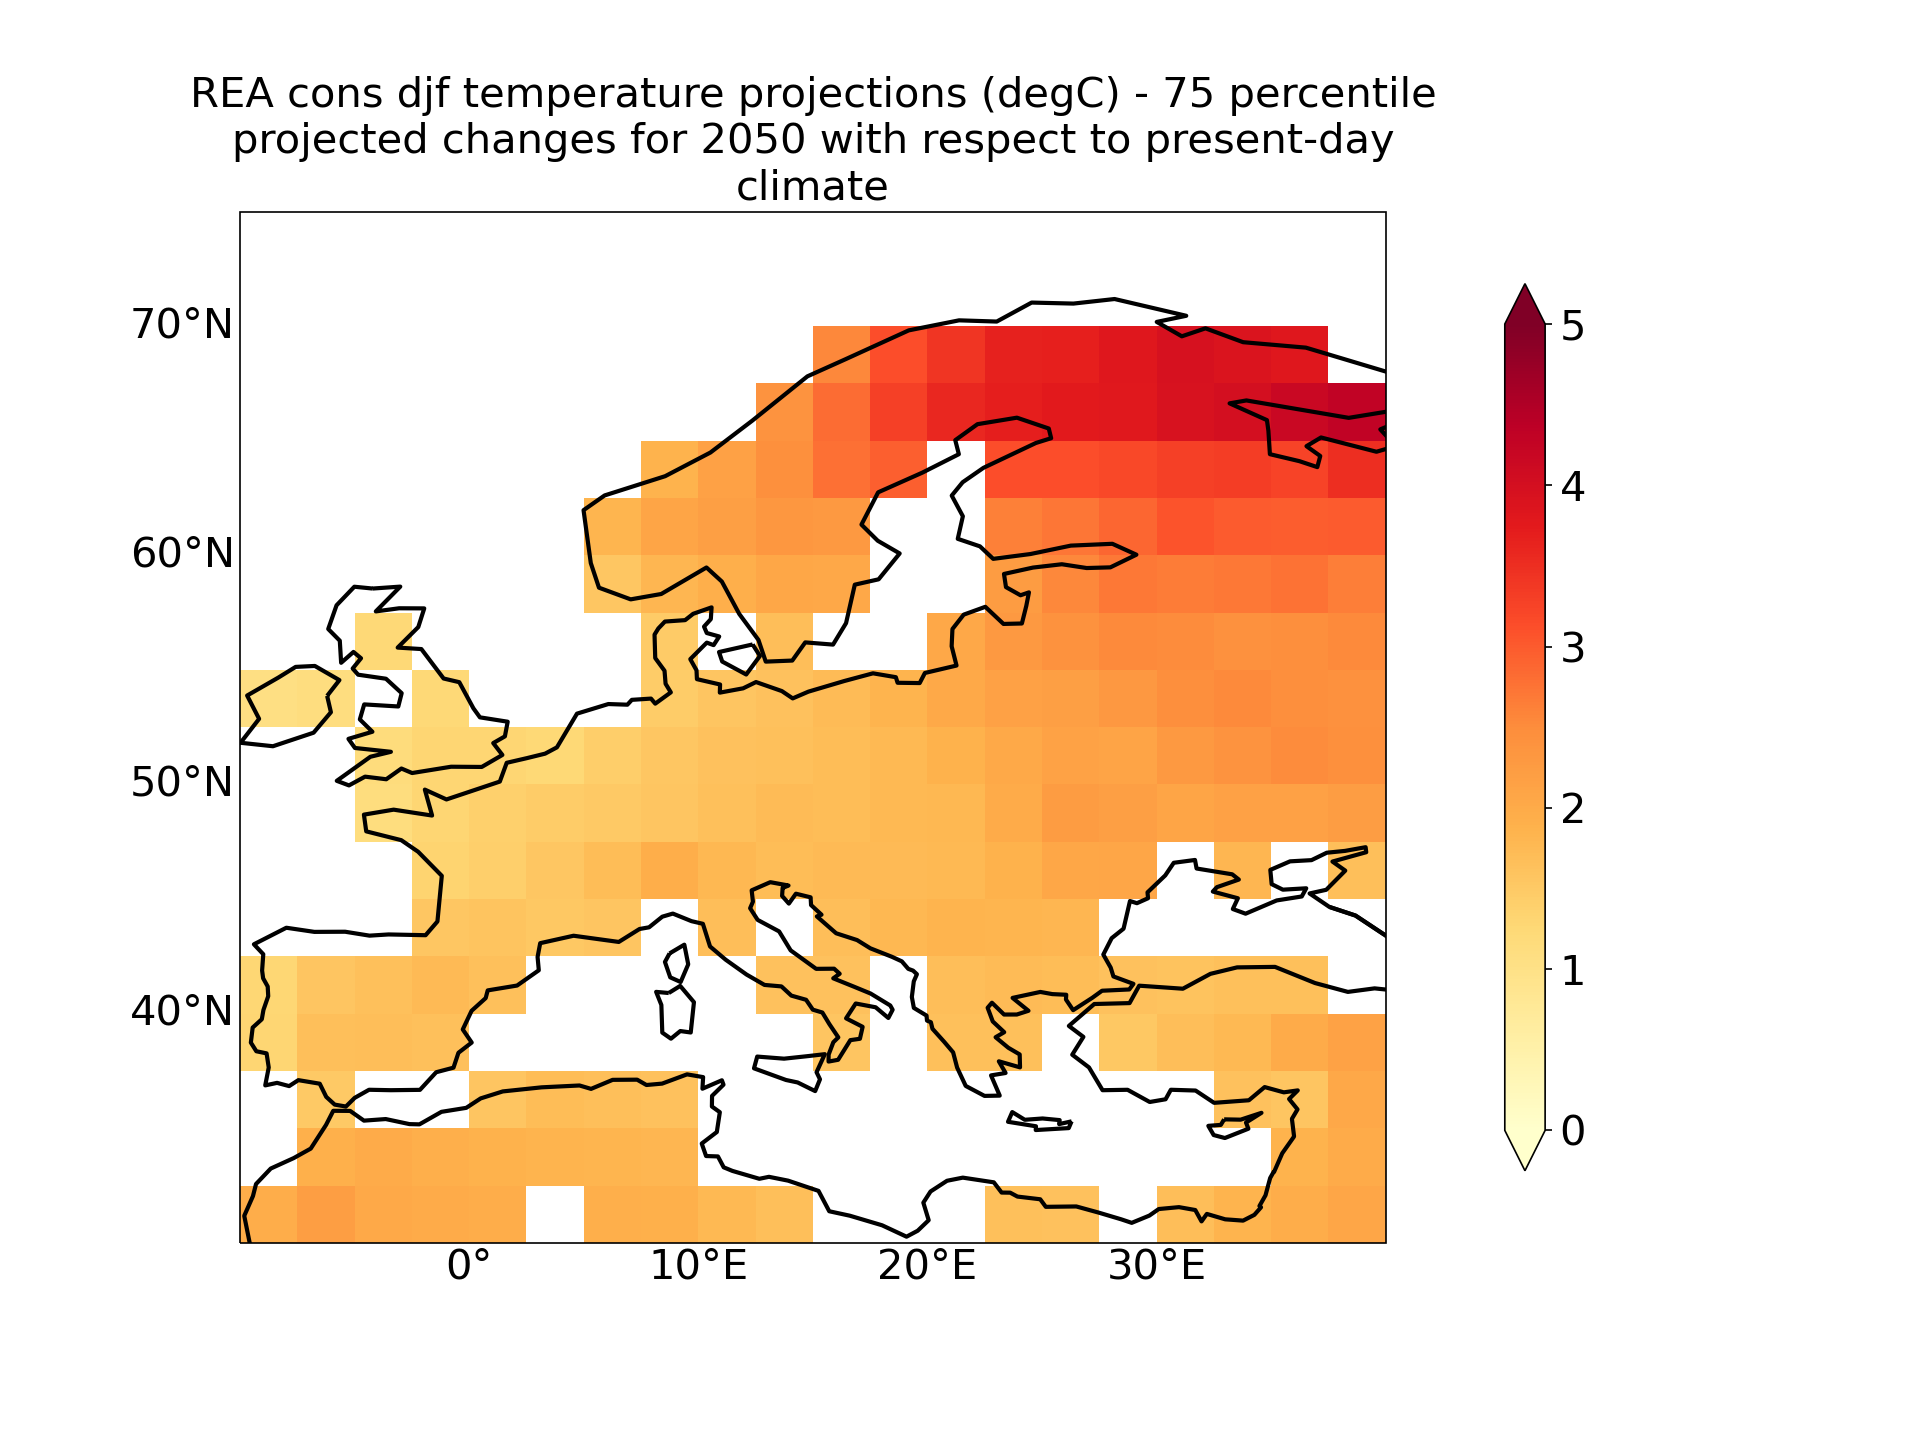 REA cons djf temperature projections (degC) - 75 percentile
projected changes for 2050 with respect to present-day
climate
70°N
60°N
50°N
40°N
0°
10°E
20°E
30°E
5
4
3
2
1
0